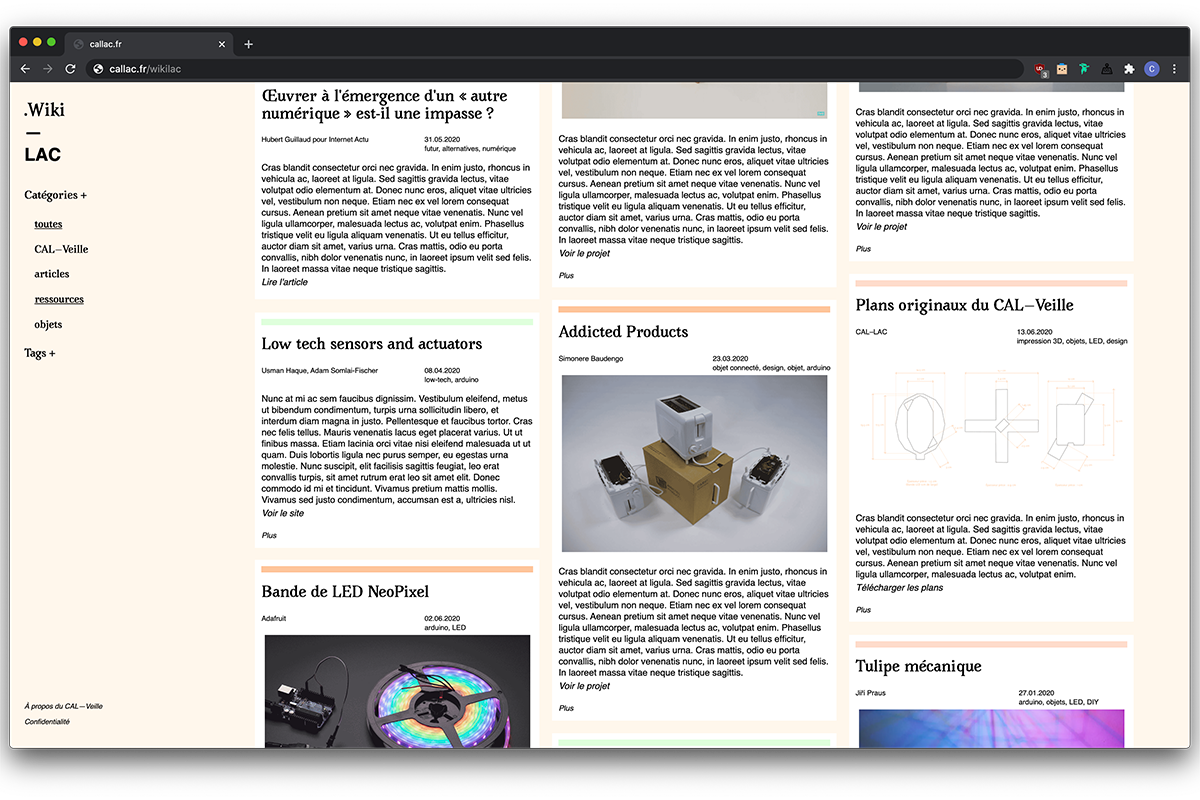 callac.fr
callac.fr/wikilac
3
C
.Wiki
—
LAC
Catégories +
toutes
CAL—Veille
articles
ressources
objets
Tags +
À propos du CAL—Veille
Confidentialité
Œuvrer à l'émergence d'un « autre
numérique » est-il une impasse ?
Hubert Guillaud pour Internet Actu
31.05.2020
futur, alternatives, numérique
Cras blandit consectetur orci nec gravida. In enim justo, rhoncus in
vehicula ac, laoreet at ligula. Sed sagittis gravida lectus, vitae
volutpat odio elementum at. Donec nunc eros, aliquet vitae ultricies
vel, vestibulum non neque. Etiam nec ex vel lorem consequat
cursus. Aenean pretium sit amet neque vitae venenatis. Nunc vel
ligula ullamcorper, malesuada lectus ac, volutpat enim. Phasellus
tristique velit eu ligula aliquam venenatis. Ut eu tellus efficitur,
auctor diam sit amet, varius urna. Cras mattis, odio eu porta
convallis, nibh dolor venenatis nunc, in laoreet ipsum velit sed felis.
In laoreet massa vitae neque tristique sagittis.
Lire l'article
Low tech sensors and actuators
Usman Haque, Adam Somlai-Fischer
08.04.2020
low-tech, arduino
Nunc at mi ac sem faucibus dignissim. Vestibulum eleifend, metus
ut bibendum condimentum, turpis urna sollicitudin libero, et
interdum diam magna in justo. Pellentesque et faucibus tortor. Cras
nec felis tellus. Mauris venenatis lacus eget placerat varius. Ut ut
finibus massa. Etiam lacinia orci vitae nisi eleifend malesuada ut ut
quam. Duis lobortis ligula nec purus semper, eu egestas urna
molestie. Nunc suscipit, elit facilisis sagittis feugiat, leo erat
convallis turpis, sit amet rutrum erat leo sit amet elit. Donec
commodo id mi et tincidunt. Vivamus pretium mattis mollis.
Vivamus sed justo condimentum, accumsan est a, ultricies nisl.
Voir le site
Plus
Bande de LED NeoPixel
Adafruit
02.06.2020
arduino, LED
Cras blandit consectetur orci nec gravida. In enim justo, rhoncus in
vehicula ac, laoreet at ligula. Sed sagittis gravida lectus, vitae
volutpat odio elementum at. Donec nunc eros, aliquet vitae ultricies
vel, vestibulum non neque. Etiam nec ex vel lorem consequat
cursus. Aenean pretium sit amet neque vitae venenatis. Nunc vel
ligula ullamcorper, malesuada lectus ac, volutpat enim. Phasellus
tristique velit eu ligula aliquam venenatis. Ut eu tellus efficitur,
auctor diam sit amet, varius urna. Cras mattis, odio eu porta
convallis, nibh dolor venenatis nunc, in laoreet ipsum velit sed felis.
In laoreet massa vitae neque tristique sagittis.
Voir le projet
Plus
Addicted Products
Simonere Baudengo
23.03.2020
objet connecté, design, objet, arduino
Cras blandit consectetur orci nec gravida. In enim justo, rhoncus in
vehicula ac, laoreet at ligula. Sed sagittis gravida lectus, vitae
volutpat odio elementum at. Donec nunc eros, aliquet vitae ultricies
vel, vestibulum non neque. Etiam nec ex vel lorem consequat
cursus. Aenean pretium sit amet neque vitae venenatis. Nunc vel
ligula ullamcorper, malesuada lectus ac, volutpat enim. Phasellus
tristique velit eu ligula aliquam venenatis. Ut eu tellus efficitur,
auctor diam sit amet, varius urna. Cras mattis, odio eu porta
convallis, nibh dolor venenatis nunc, in laoreet ipsum velit sed felis.
In laoreet massa vitae neque tristique sagittis.
Voir le projet
Plus
Cras blandit consectetur orci nec gravida. In enim justo, rhoncus in
vehicula ac, laoreet at ligula. Sed sagittis gravida lectus, vitae
volutpat odio elementum at. Donec nunc eros, aliquet vitae ultricies
vel, vestibulum non neque. Etiam nec ex vel lorem consequat
cursus. Aenean pretium sit amet neque vitae venenatis. Nunc vel
ligula ullamcorper, malesuada lectus ac, volutpat enim. Phasellus
tristique velit eu ligula aliquam venenatis. Ut eu tellus efficitur,
auctor diam sit amet, varius urna. Cras mattis, odio eu porta
convallis, nibh dolor venenatis nunc, in laoreet ipsum velit sed felis.
In laoreet massa vitae neque tristique sagittis.
Voir le projet
Plus
Plans originaux du CAL—Veille
CAL–LAC
13.06.2020
impression 3D, objets, LED, design
Cras blandit consectetur orci nec gravida. In enim justo, rhoncus in
vehicula ac, laoreet at ligula. Sed sagittis gravida lectus, vitae
volutpat odio elementum at. Donec nunc eros, aliquet vitae ultricies
vel, vestibulum non neque. Etiam nec ex vel lorem consequat
cursus. Aenean pretium sit amet neque vitae venenatis. Nunc vel
ligula ullamcorper, malesuada lectus ac, volutpat enim.
Télécharger les plans
Plus
Tulipe mécanique
Jiří Praus
27.01.2020
arduino, objets, LED, DIY